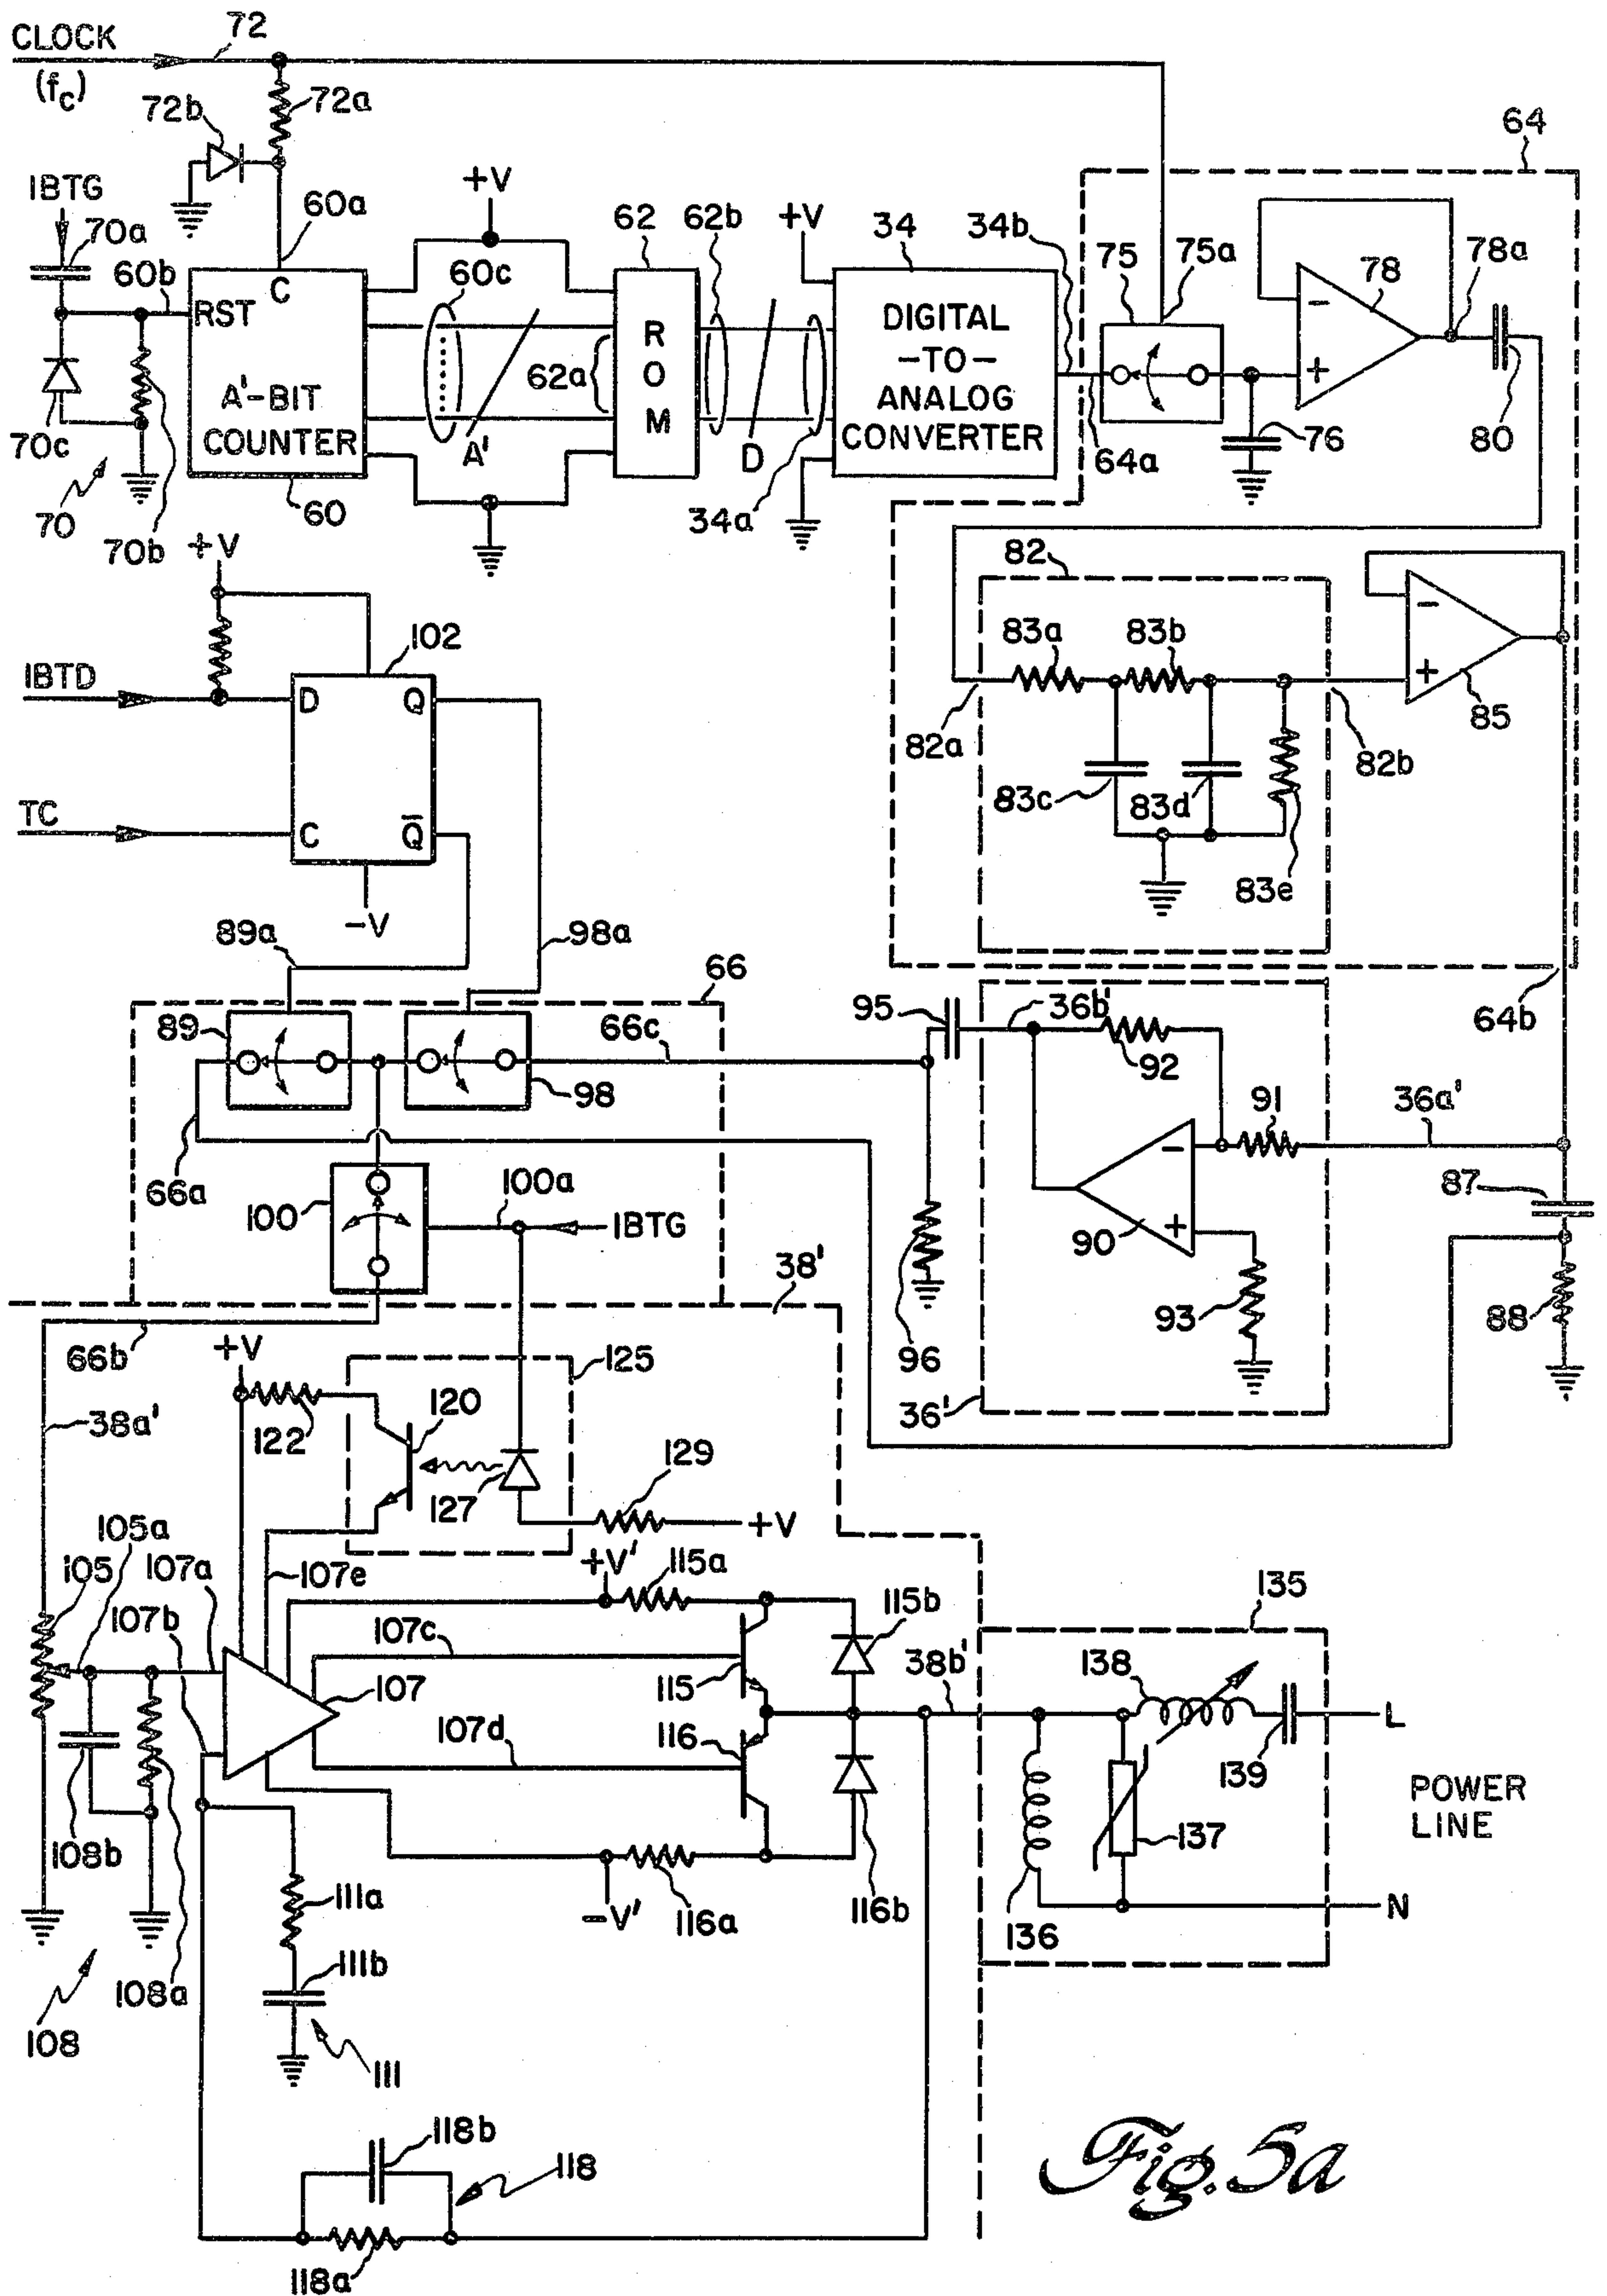 CLOCK
72
(fc)
72b
72a
64
IBTG
60a
+V
62
62b
+V
34
34b
75
75a
78
78a
70a
60b
RST
C
60c
R
O
M
DIGITAL
-TO-
ANALOG
CONVERTER
-
+
62a
A'-BIT
COUNTER
70c
A'
D
64a
76
80
70
60
34a
70b
+V
82
102
83a
83b
-
+
85
IBTD
D
Q
82a
82b
83c
83d
TC
C
Q̅
83e
-V
89a
98a
66
95
36b'
64b
89
66c
92
98
91
36a'
66a
-
87
100
100a
IBTG
90
+
38'
93
88
66b
+V
125
96
36'
120
38a'
122
129
127
+V
105a
105
107a
107e
+V'
115a
135
107b
107c
115b
38b'
138
107
115
L
107d
116
139
POWER
LINE
137
108b
111a
N
-V'
116a
116b
136
111b
108a
108
111
118b
118
Fig. 5a
118a